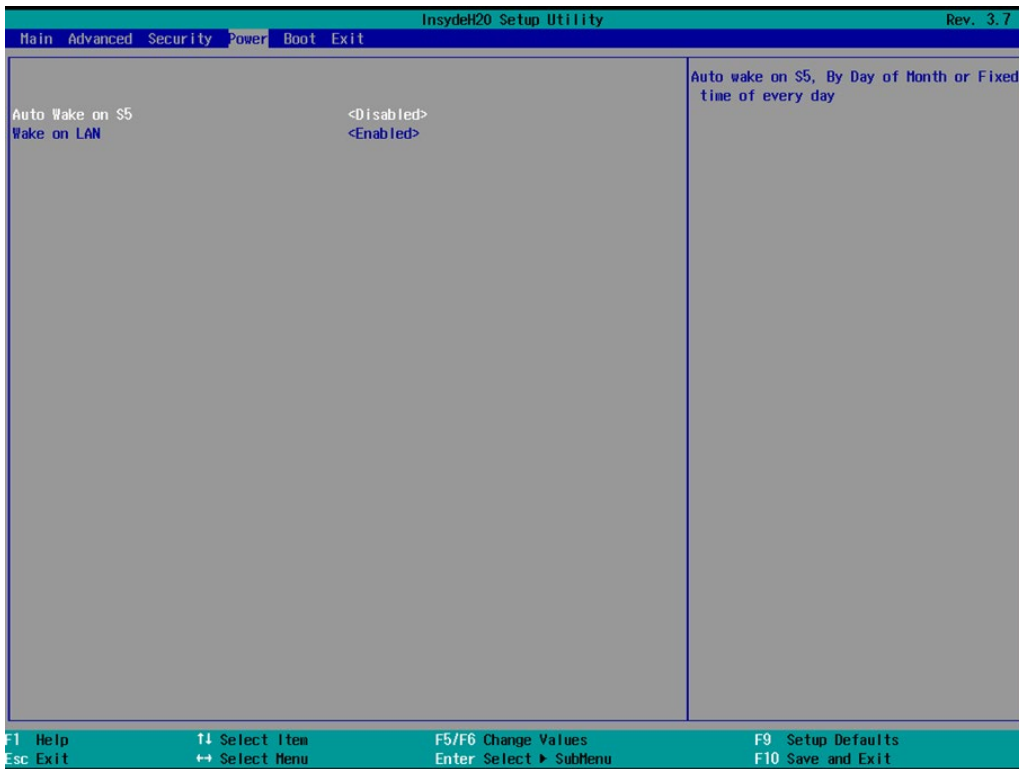 InsydeH20 Setup Utility Rev. 3.7
Main Advanced Security Power Boot Exit
Auto Wake on S5 <Disabled>
Wake on LAN <Enabled>
Auto wake on S5, By Day of Month or Fixed
time of every day
F1 Help ↑↓ Select Item F5/F6 Change Values F9 Setup Defaults
Esc Exit ↔ Select Menu Enter Select ▶ SubMenu F10 Save and Exit